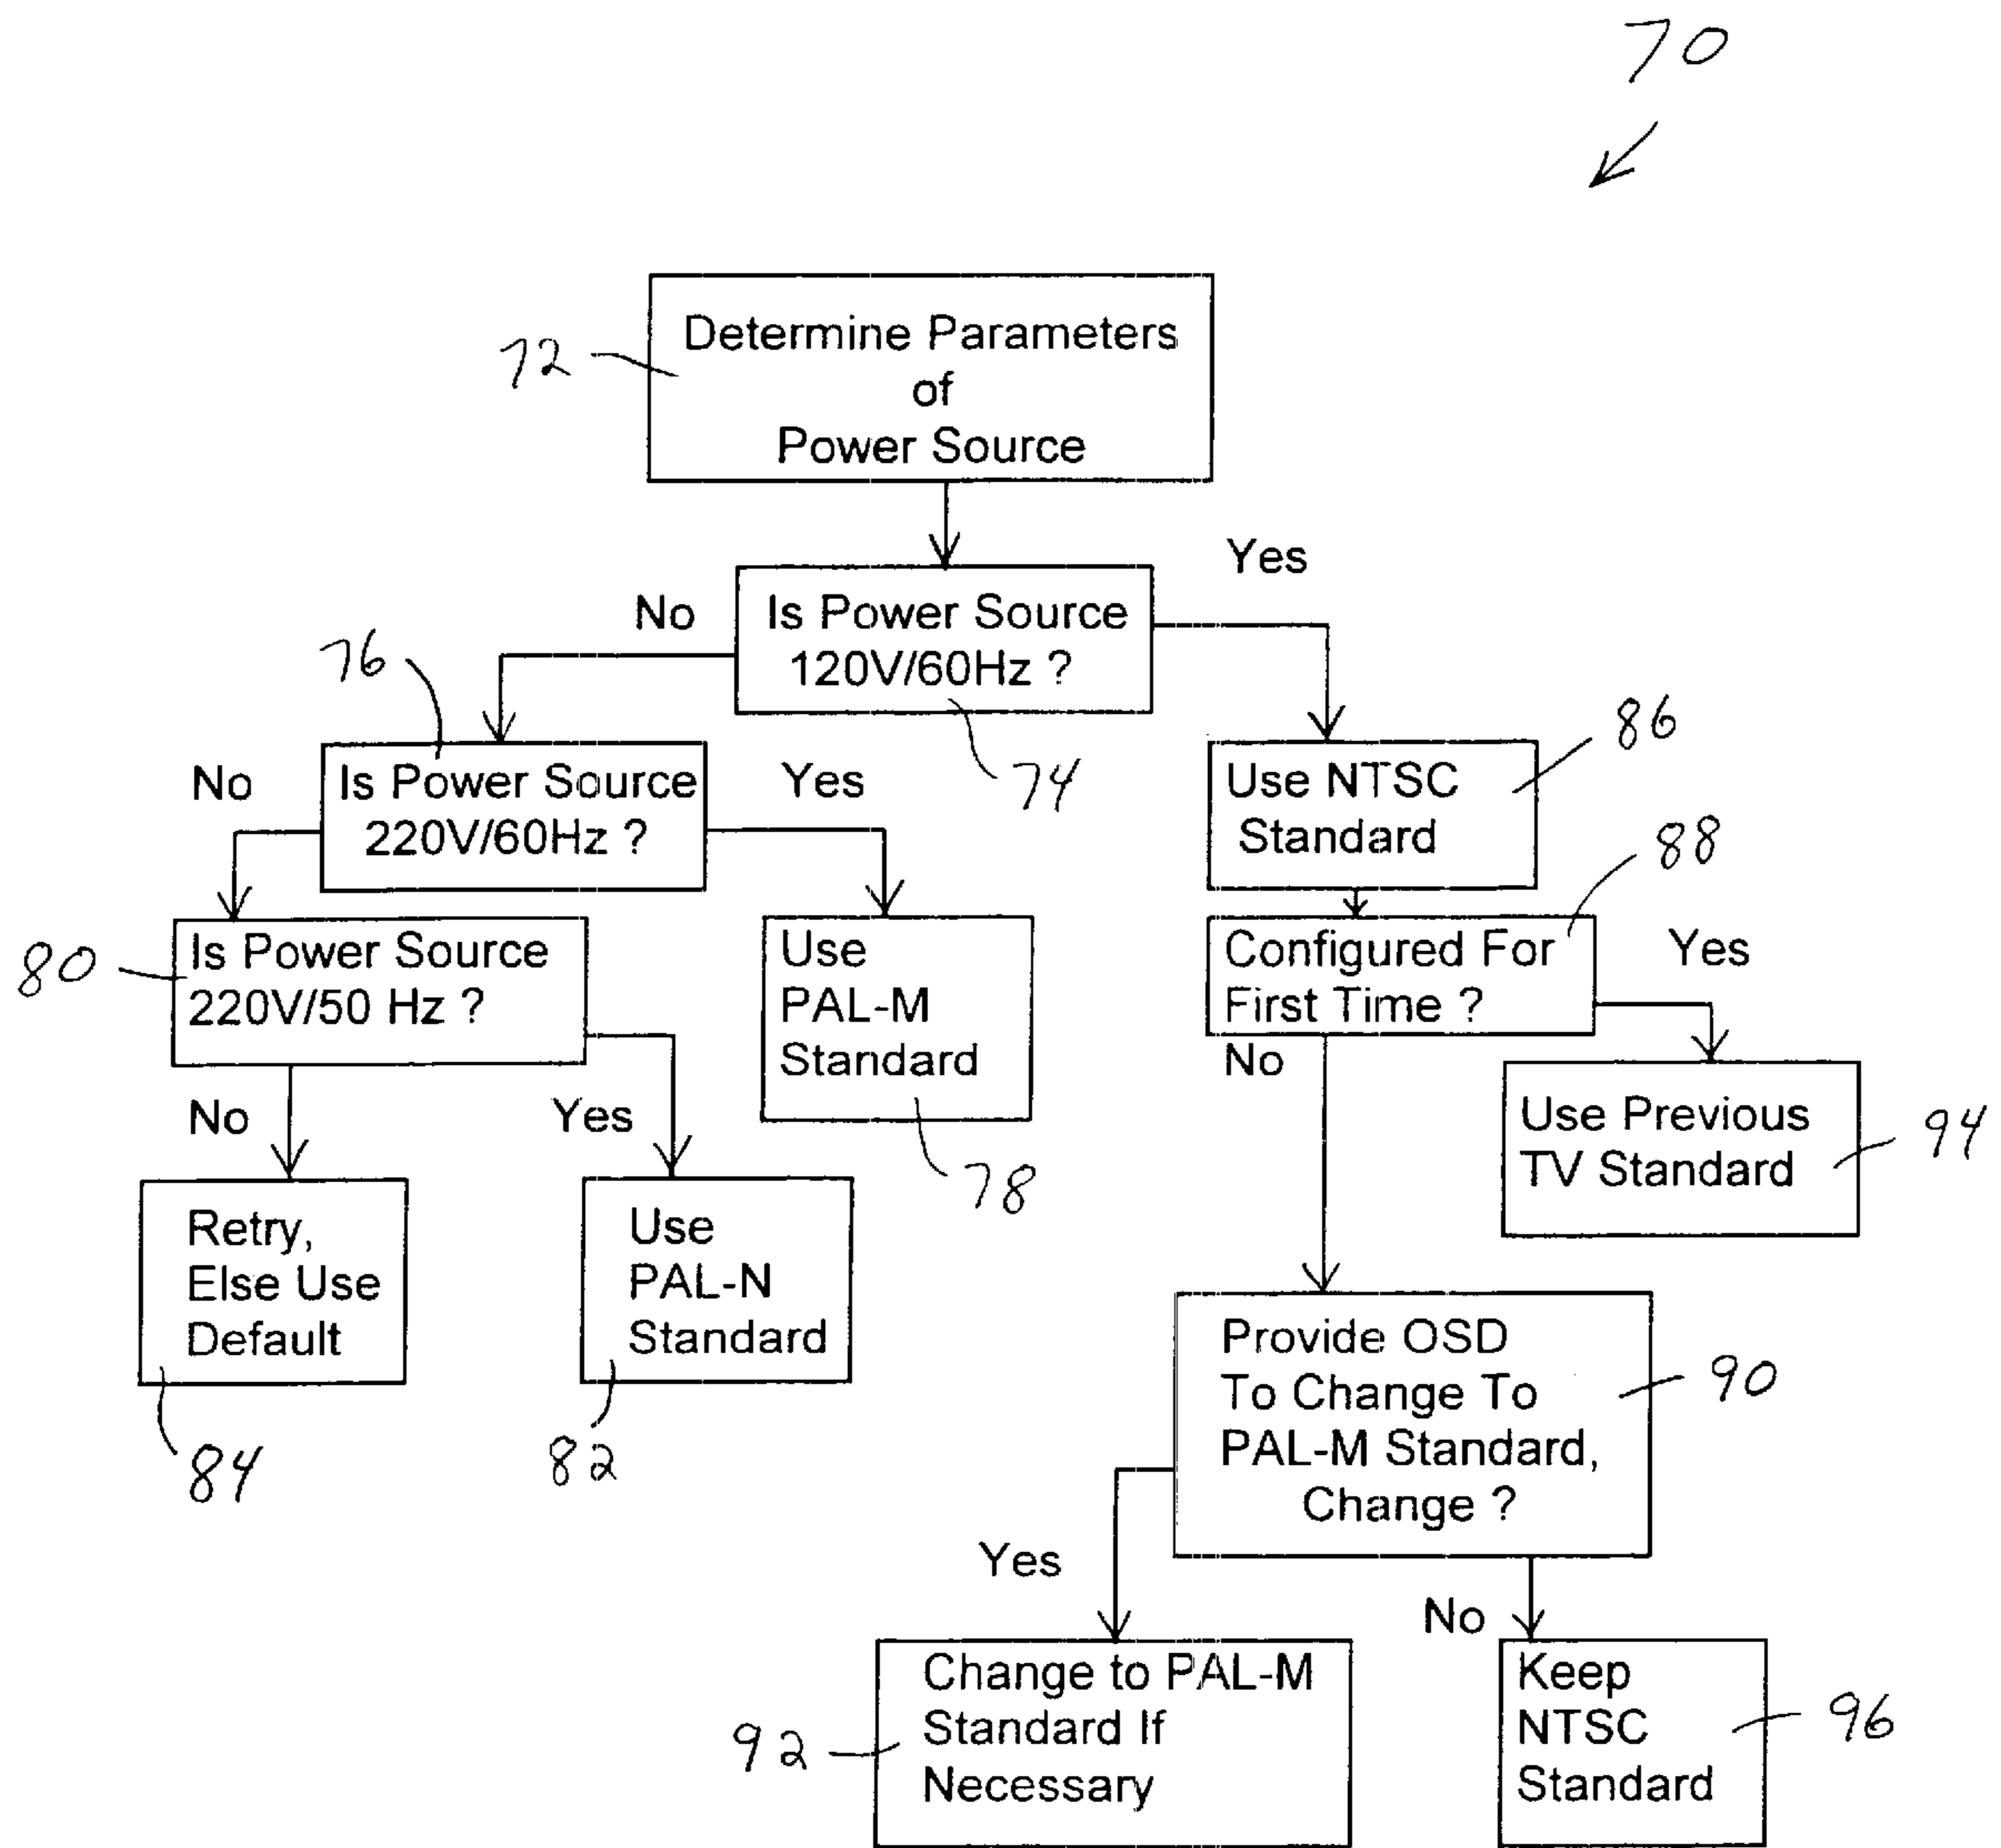 70
Determine Parameters
of
Power Source
72
Yes
No
Is Power Source
120V/60Hz ?
74
76
No
Is Power Source
220V/60Hz ?
Yes
Use NTSC
Standard
86
88
80
Is Power Source
220V/50 Hz ?
Use
PAL-M
Standard
78
Configured For
First Time ?
Yes
No
No
Yes
Use Previous
TV Standard
94
Retry,
Else Use
Default
84
Use
PAL-N
Standard
82
Provide OSD
To Change To
PAL-M Standard,
Change ?
90
Yes
No
Change to PAL-M
Standard If
Necessary
92
Keep
NTSC
Standard
96